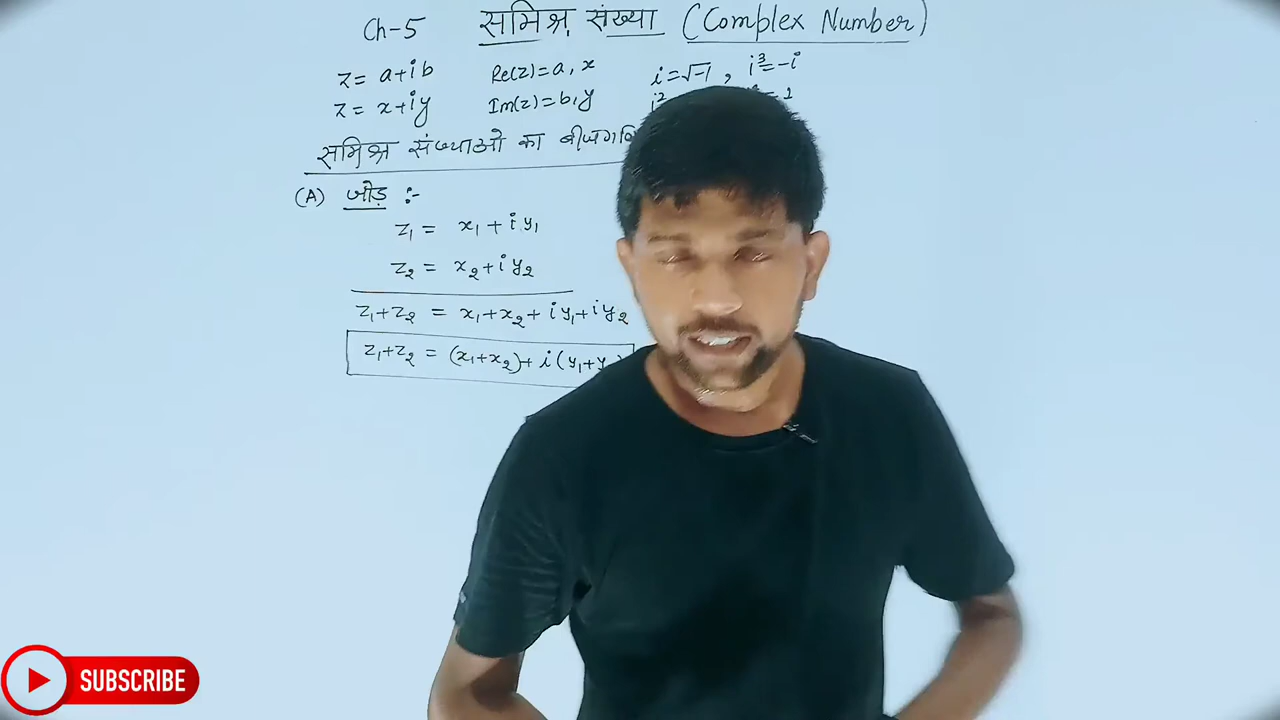 Ch-5 समिश्र संख्या (Complex Number)
z = a+ib Re(z)=a, x i=√-1, i³=-i
z = x+iy Im(z)=b,y i²
समिश्र संख्याओ का
(A) जोड़ :-
z₁ = x₁ + iy₁
z₂ = x₂+iy₂
z₁+z₂ = x₁+x₂+iy₁+iy₂
z₁+z₂ = (x₁+x₂)+i(y₁+y
SUBSCRIBE